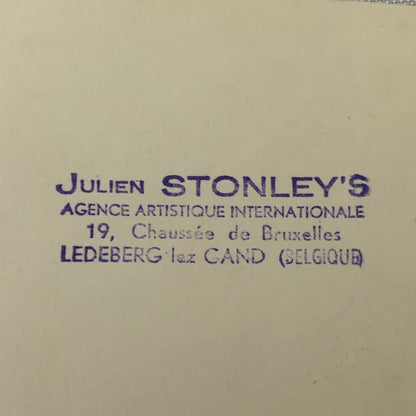 JULIEN STONLEY'S
AGENCE ARTISTIQUE INTERNATIONALE
19, Chaussée de Bruxelles
LEDEBERG-lez GAND (BELGIQUE)